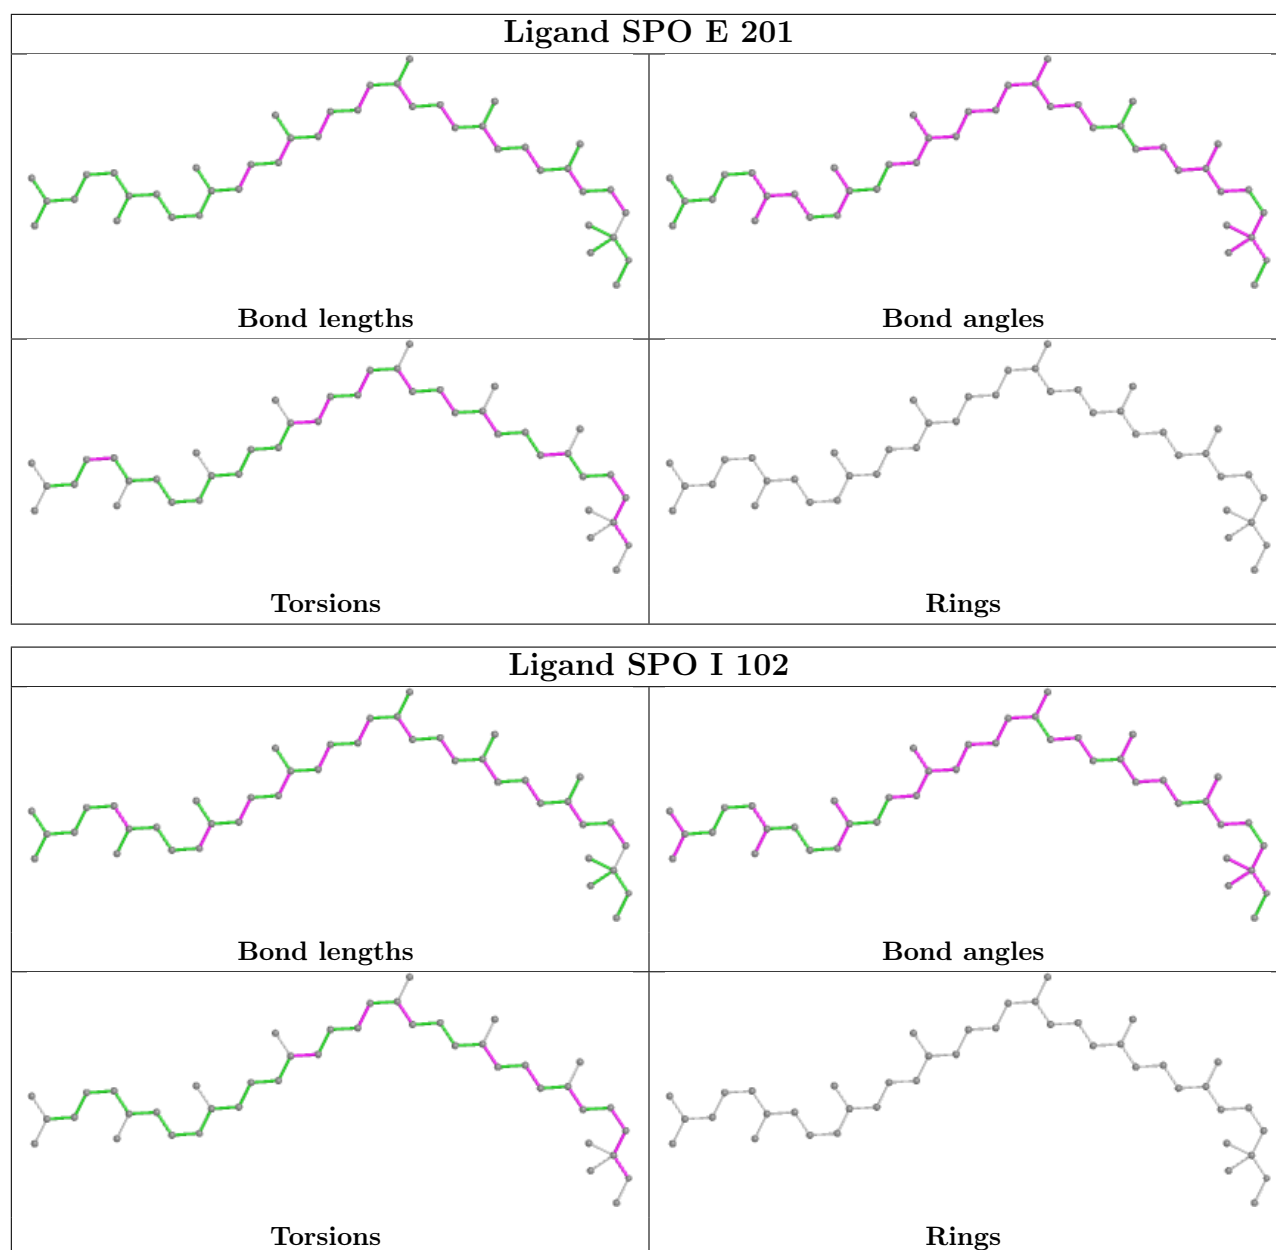 Ligand SPO E 201
Bond lengths
Bond angles
Torsions
Rings
Ligand SPO I 102
Bond lengths
Bond angles
Torsions
Rings